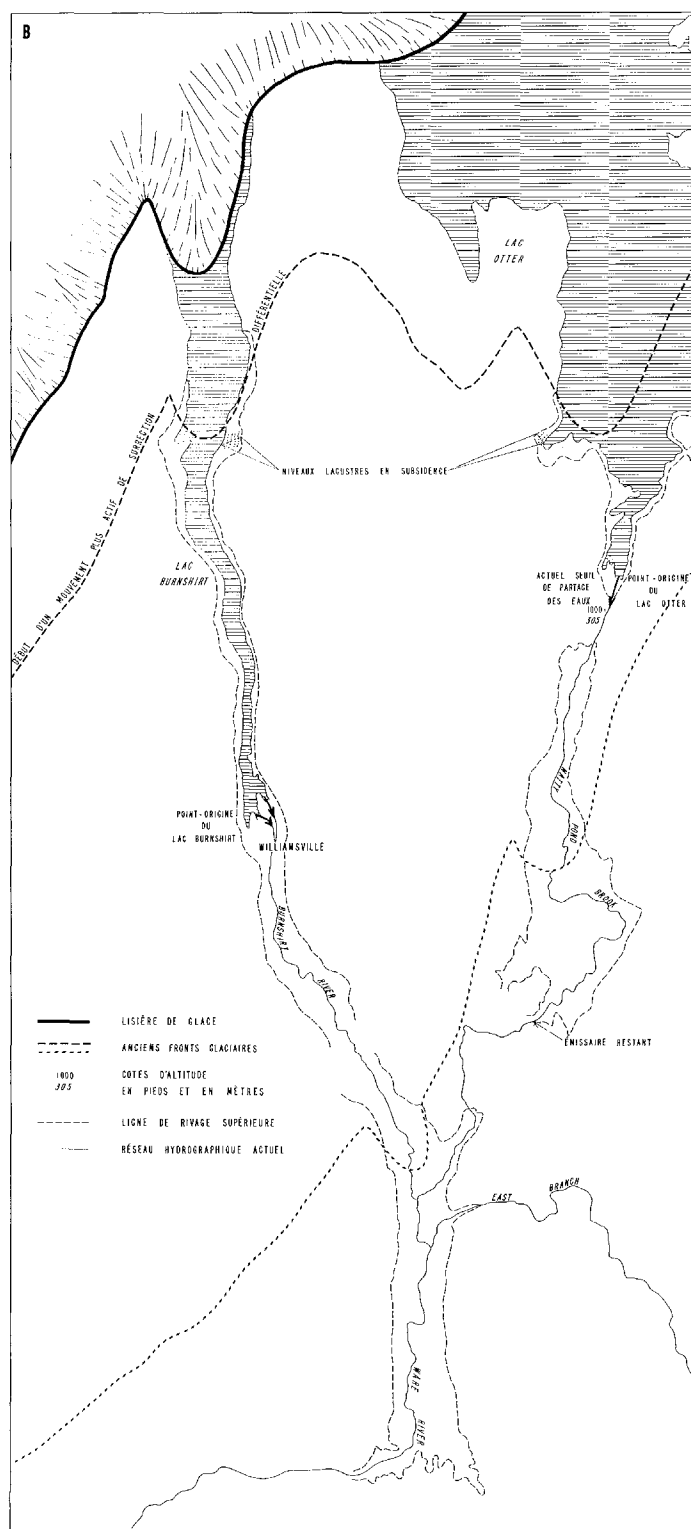 B
LAC
OTTER
DIFFÉRENTIELLE
DÉBUT D'UN MOUVEMENT PLUS ACTIF DE SURRECTION
NIVEAUX LACUSTRES EN SUBSIDENCE
LAC
BURNSHIRT
ACTUEL SEUIL
DE PARTAGE
DES EAUX
1000
305
POINT-ORIGINE
DU
LAC OTTER
NATTY
POND
BROOK
POINT-ORIGINE
DU
LAC BURNSHIRT
WILLIAMSVILLE
BURNSHIRT
RIVER
ÉMISSAIRE RESTANT
LISIÈRE DE GLACE
ANCIENS FRONTS GLACIAIRES
1000
305
COTÉS D'ALTITUDE
EN PIEDS ET EN MÈTRES
LIGNE DE RIVAGE SUPÉRIEURE
RÉSEAU HYDROGRAPHIQUE ACTUEL
EAST
BRANCH
WARE
RIVER